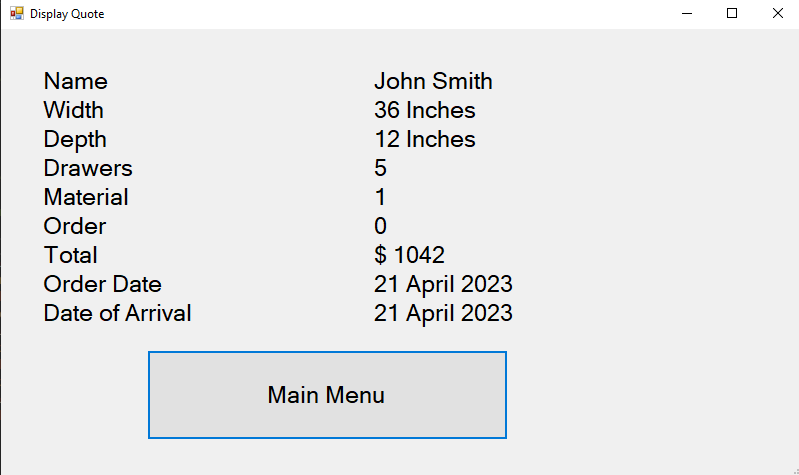 Display Quote
Name John Smith
Width 36 Inches
Depth 12 Inches
Drawers 5
Material 1
Order 0
Total $ 1042
Order Date 21 April 2023
Date of Arrival 21 April 2023
Main Menu